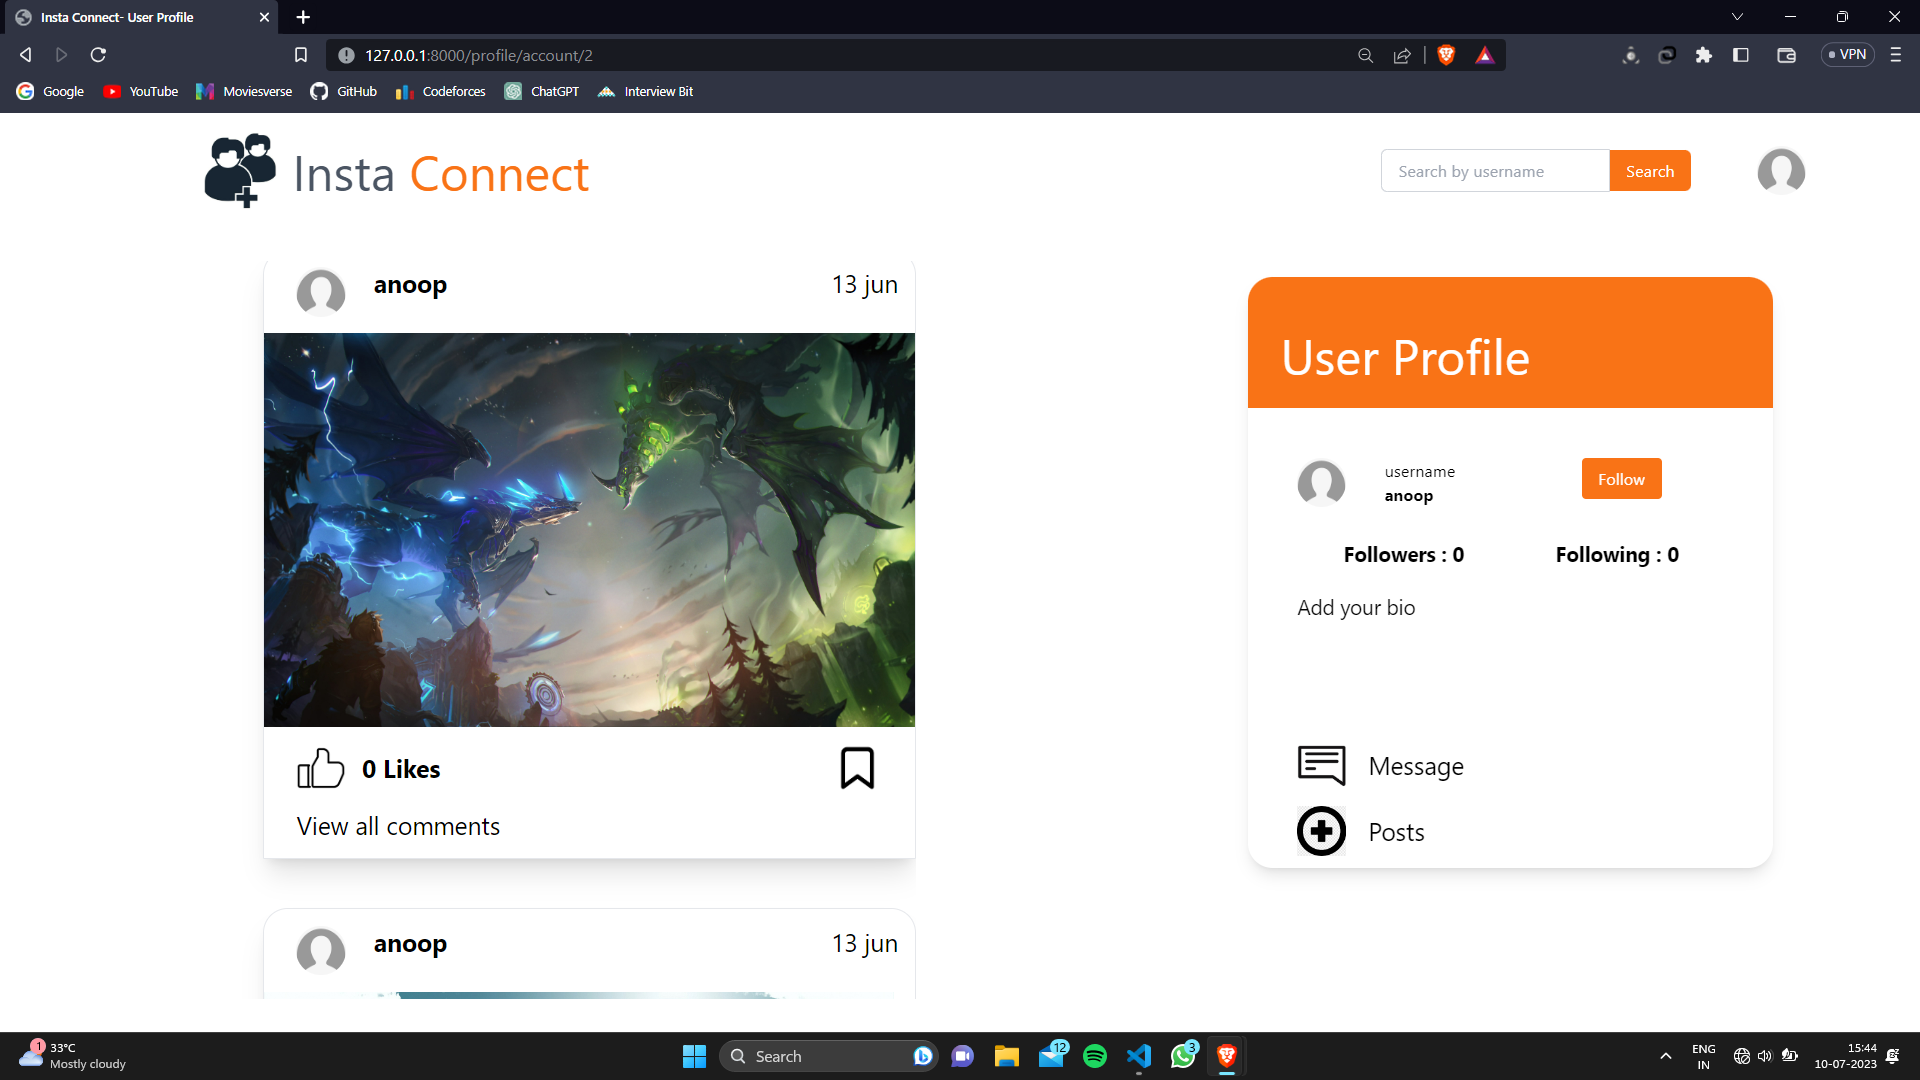 Insta Connect- User Profile
127.0.0.1:8000/profile/account/2
VPN
Google
YouTube
Moviesverse
GitHub
Codeforces
ChatGPT
Interview Bit
Insta Connect
Search by username
Search
anoop
13 jun
0 Likes
View all comments
anoop
13 jun
User Profile
username
anoop
Follow
Followers : 0
Following : 0
Add your bio
Message
Posts
1
33°C
Mostly cloudy
Search
12
3
ENG
IN
15:44
10-07-2023